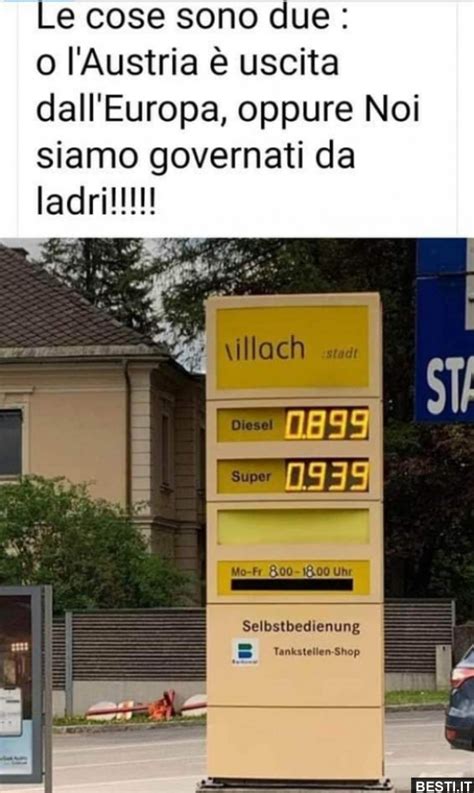 Le cose sono due :
o l'Austria è uscita
dall'Europa, oppure Noi
siamo governati da
ladri!!!!!
villach :stadt
Diesel 0.899
Super 0.939
STA
Mo-Fr 8.00-18.00 Uhr
Selbstbedienung
Tankstellen-Shop
BESTI.IT